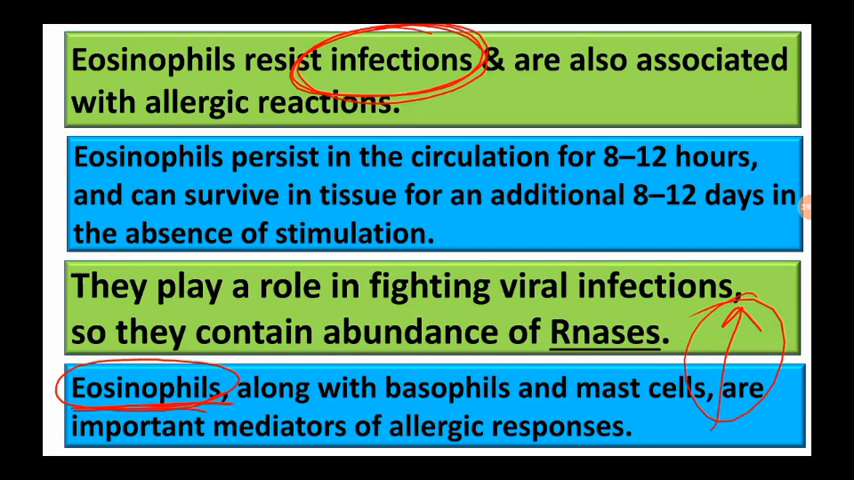 Eosinophils resist infections & are also associated
with allergic reactions.
Eosinophils persist in the circulation for 8–12 hours,
and can survive in tissue for an additional 8–12 days in
the absence of stimulation.
They play a role in fighting viral infections,
so they contain abundance of Rnases.
Eosinophils, along with basophils and mast cells, are
important mediators of allergic responses.